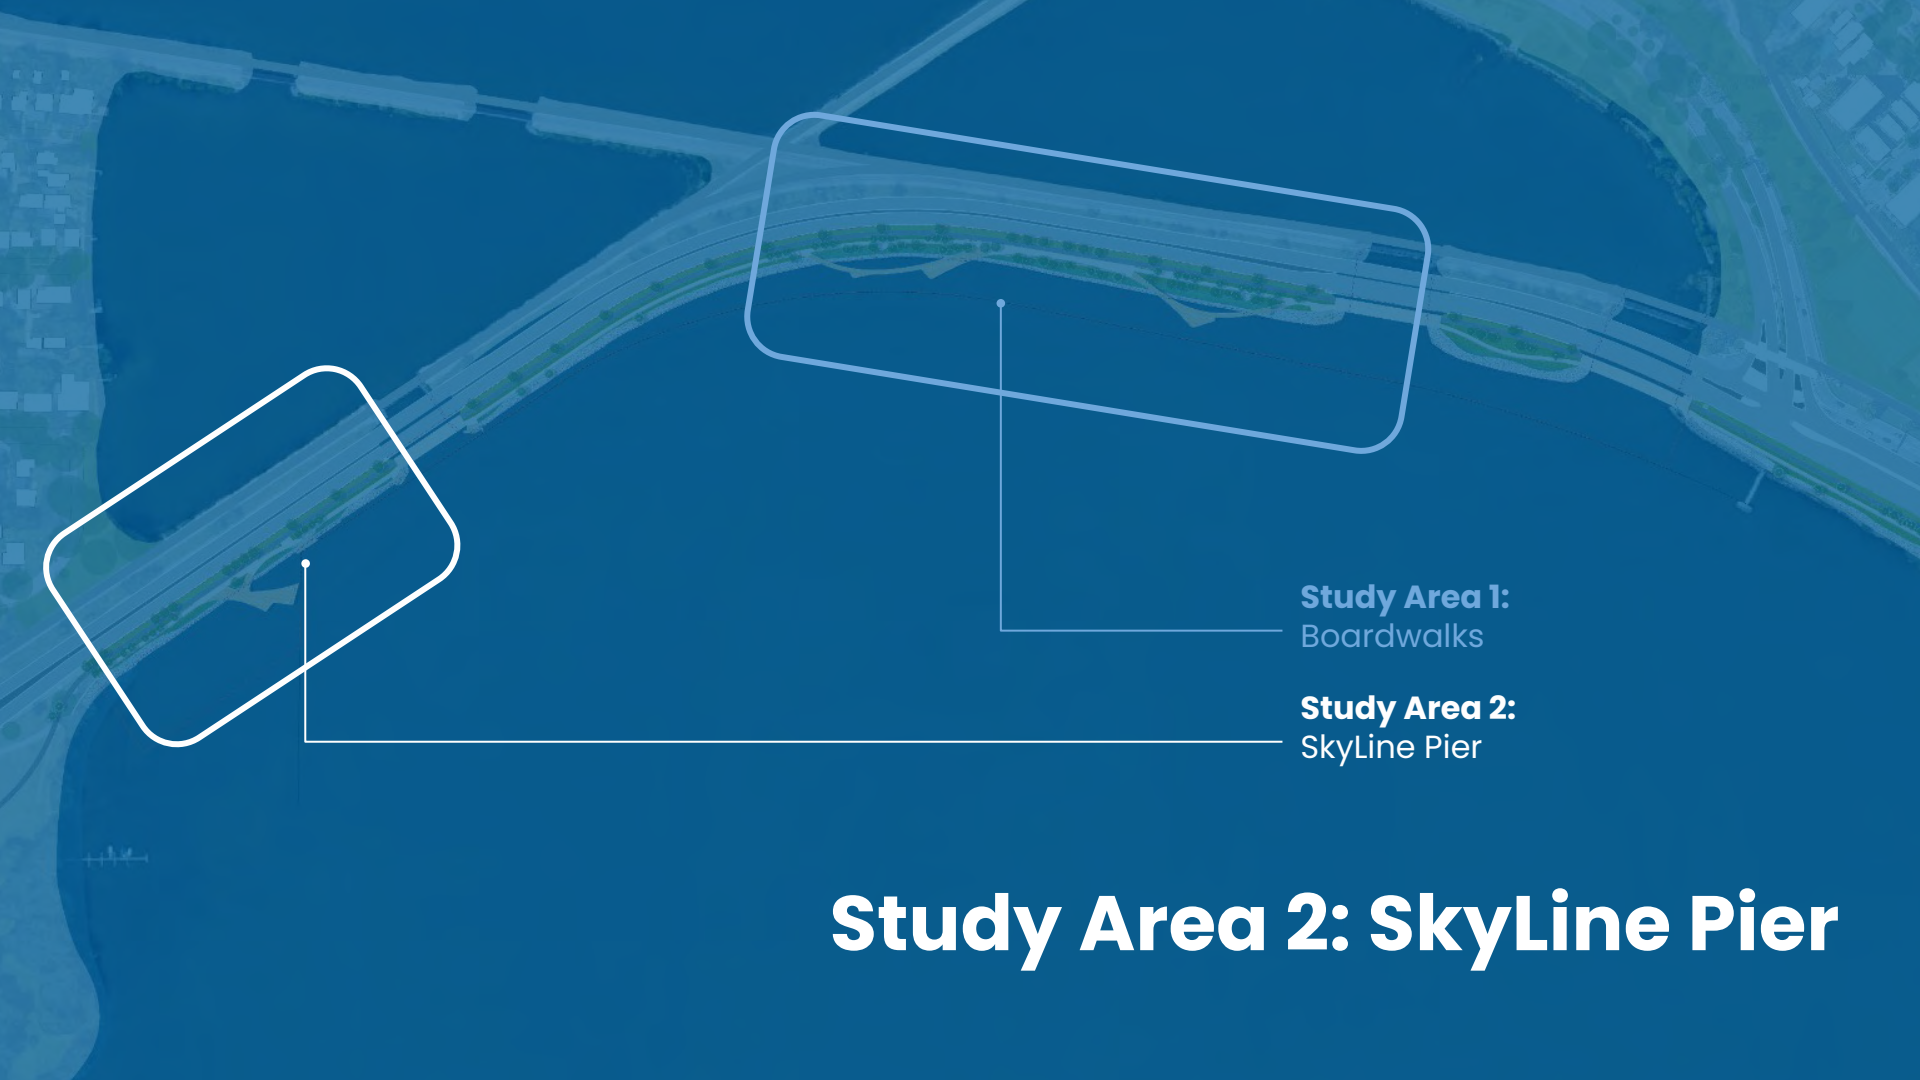 Study Area 1:
Boardwalks
Study Area 2:
SkyLine Pier
Study Area 2: SkyLine Pier